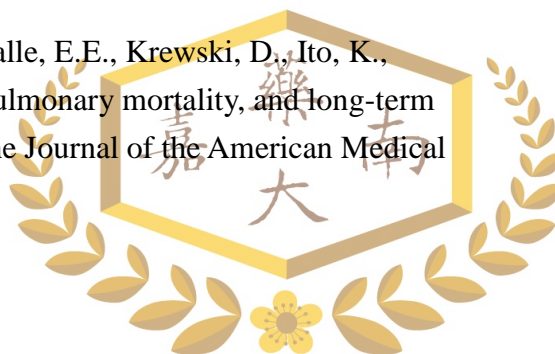 alle, E.E., Krewski, D., Ito, K.,
ulmonary mortality, and long-term
e Journal of the American Medical
藥
嘉 南
大